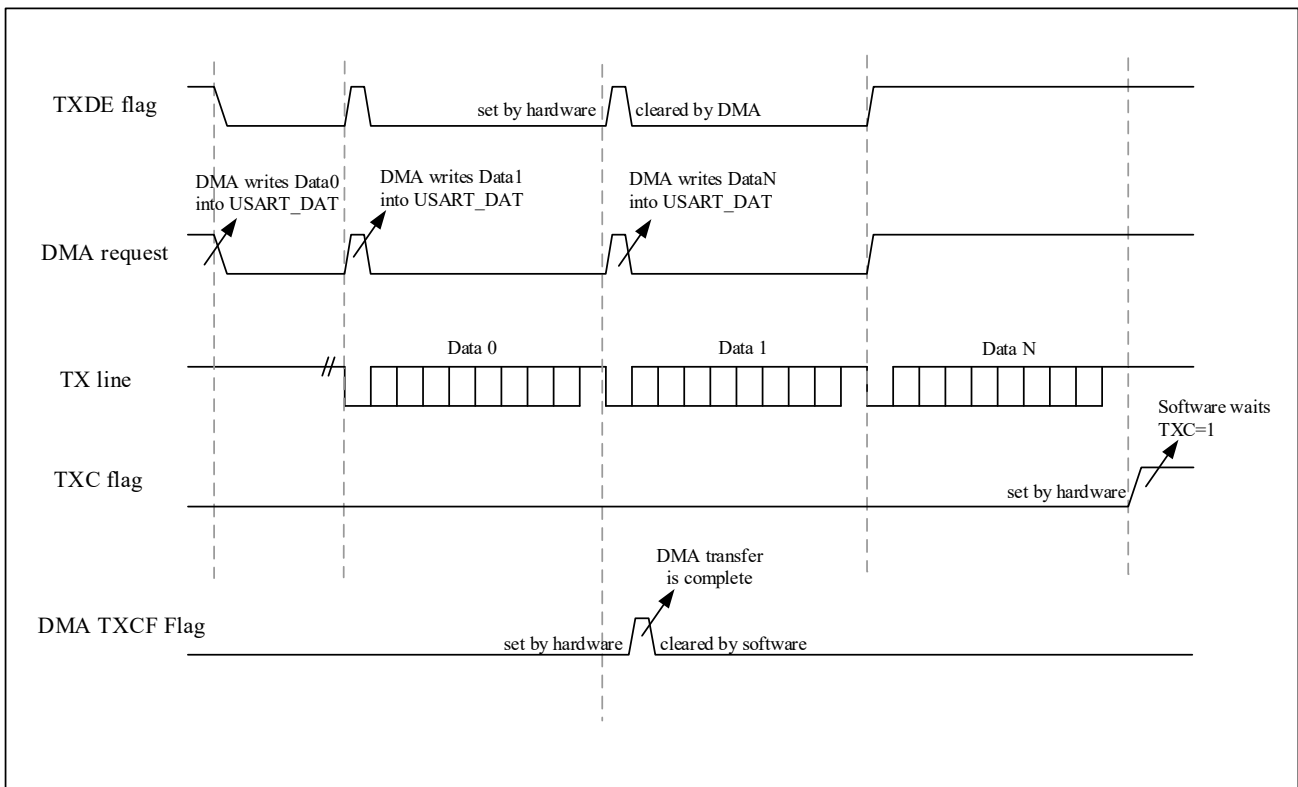 TXDE flag
set by hardware
cleared by DMA
DMA writes Data0
into USART_DAT
DMA writes Data1
into USART_DAT
DMA writes DataN
into USART_DAT
DMA request
Data 0
Data 1
Data N
TX line
Software waits
TXC=1
TXC flag
set by hardware
DMA transfer
is complete
DMA TXCF Flag
set by hardware
cleared by software